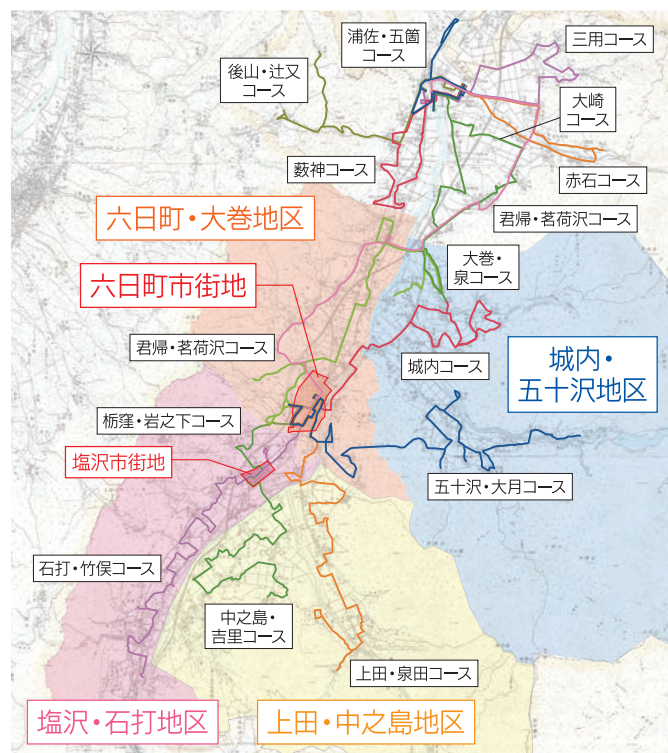 浦佐・五箇
コース
三用コース
後山・辻又
コース
大崎
コース
薮神コース
赤石コース
君帰・茗荷沢コース
六日町・大巻地区
大巻・
泉コース
六日町市街地
君帰・茗荷沢コース
城内コース
城内・
五十沢地区
栃窪・岩之下コース
塩沢市街地
五十沢・大月コース
石打・竹俣コース
中之島・
吉里コース
上田・泉田コース
塩沢・石打地区
上田・中之島地区